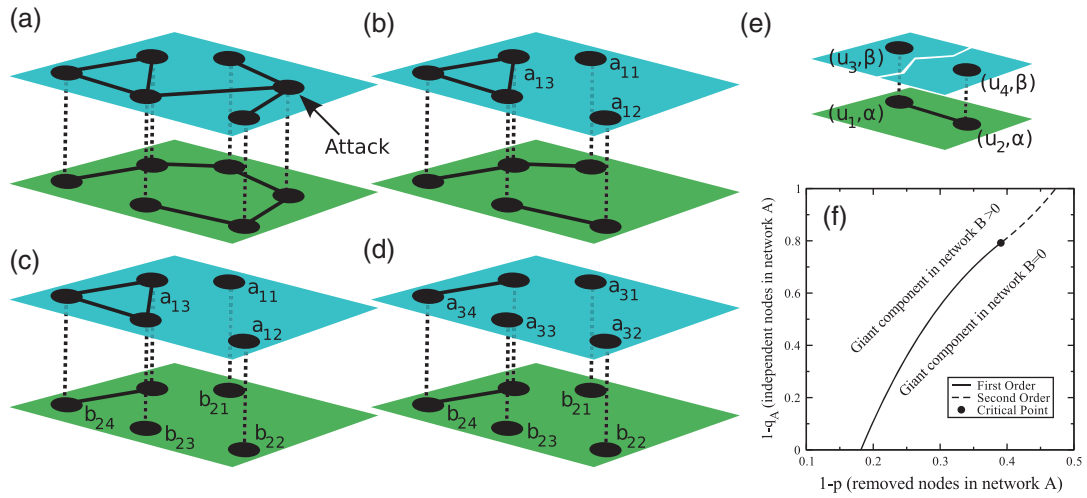 (a)
Attack
(b)
a13
a11
a12
(c)
a13
a11
a12
b24
b23
b21
b22
(d)
a34
a33
a31
a32
b24
b23
b21
b22
(e)
(u3,β)
(u4,β)
(u1,α)
(u2,α)
(f)
1-qA (independent nodes in network A)
1
0.8
0.6
0.4
0.2
0
Giant component in network B >0
Giant component in network B=0
First Order
Second Order
Critical Point
0.1
0.2
0.3
0.4
0.5
1-p (removed nodes in network A)